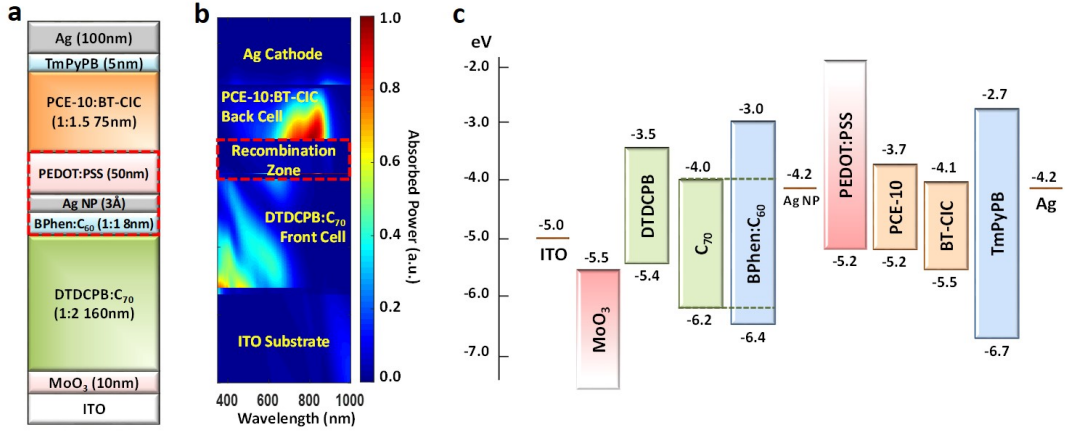 a
Ag (100nm)
TmPyPB (5nm)
PCE-10:BT-CIC
(1:1.5 75nm)
PEDOT:PSS (50nm)
Ag NP (3Å)
BPhen:C₆₀ (1:1 8nm)
DTDCPB:C₇₀
(1:2 160nm)
MoO₃ (10nm)
ITO
b
Ag Cathode
PCE-10:BT-CIC
Back Cell
Recombination
Zone
DTDCPB:C₇₀
Front Cell
ITO Substrate
400 600 800 1000
Wavelength (nm)
1.0
0.8
0.6
0.4
0.2
0.0
Absorbed Power (a.u.)
c
eV
-2.0
-3.0
-4.0
-5.0
-6.0
-7.0
-5.0
ITO
-5.5
MoO₃
-3.5
DTDCPB
-5.4
-4.0
C₇₀
-6.2
-3.0
BPhen:C₆₀
-6.4
-4.2
Ag NP
PEDOT:PSS
-5.2
-3.7
PCE-10
-5.2
-4.1
BT-CIC
-5.5
-2.7
TmPyPB
-6.7
-4.2
Ag